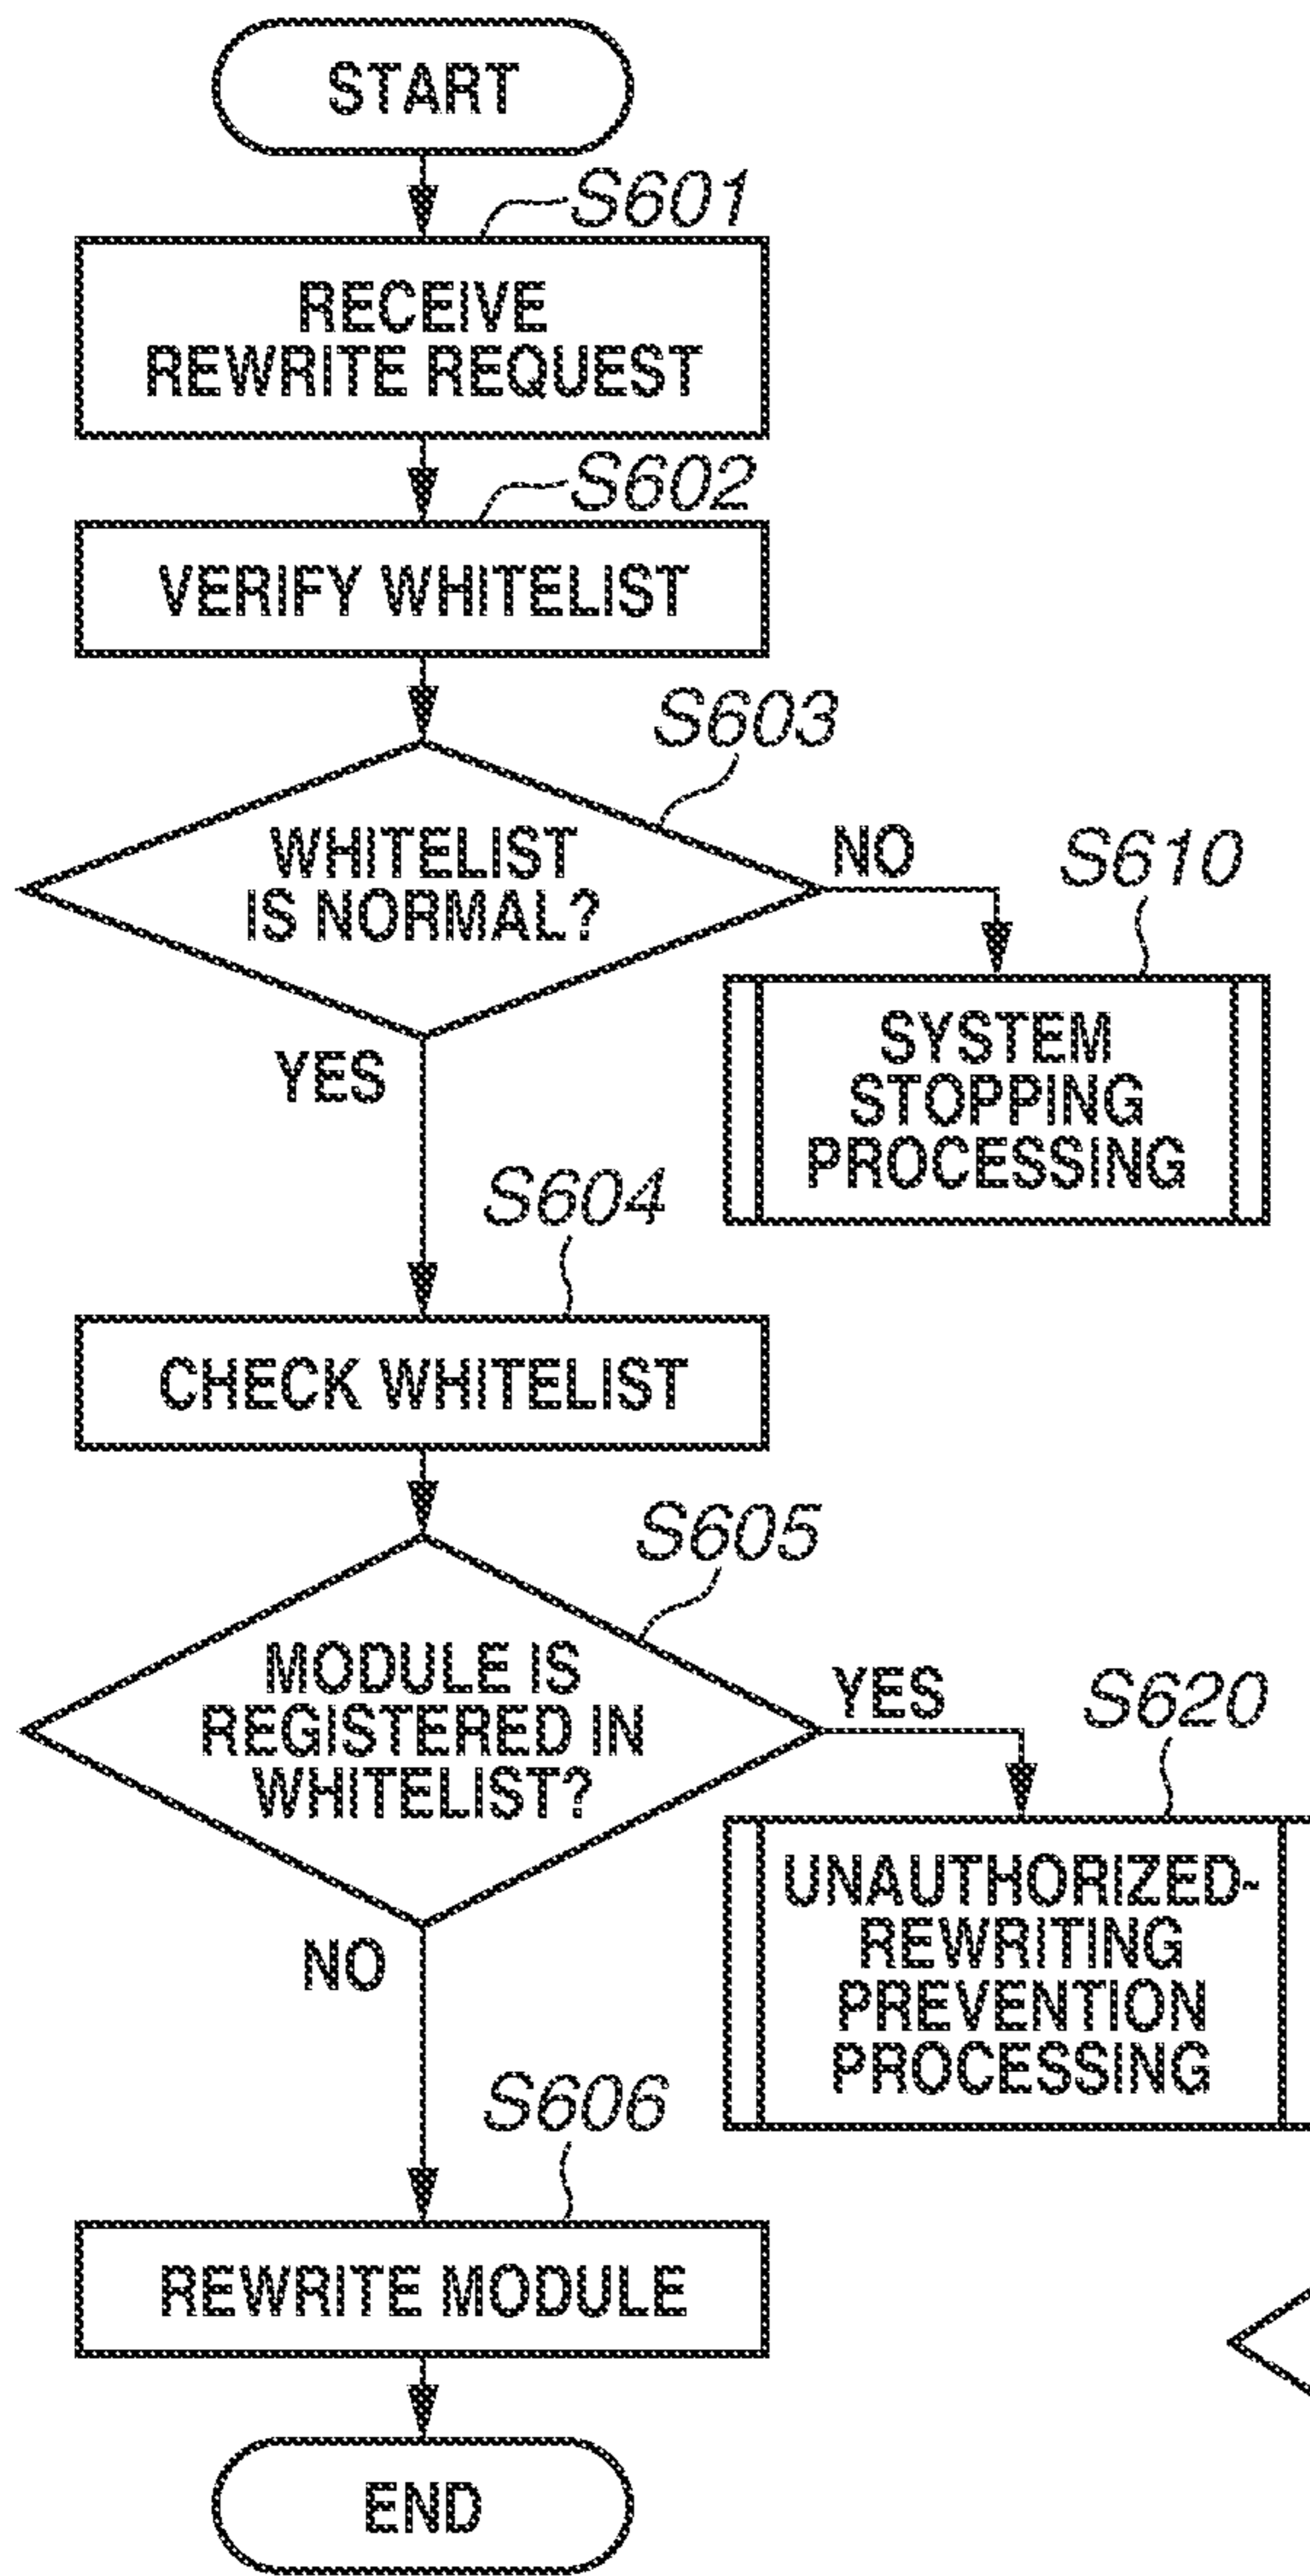 START
S601
RECEIVE
REWRITE REQUEST
S602
VERIFY WHITELIST
S603
WHITELIST
IS NORMAL?
NO
S610
SYSTEM
STOPPING
PROCESSING
YES
S604
CHECK WHITELIST
S605
MODULE IS
REGISTERED IN
WHITELIST?
YES
S620
UNAUTHORIZED-
REWRITING
PREVENTION
PROCESSING
NO
S606
REWRITE MODULE
END